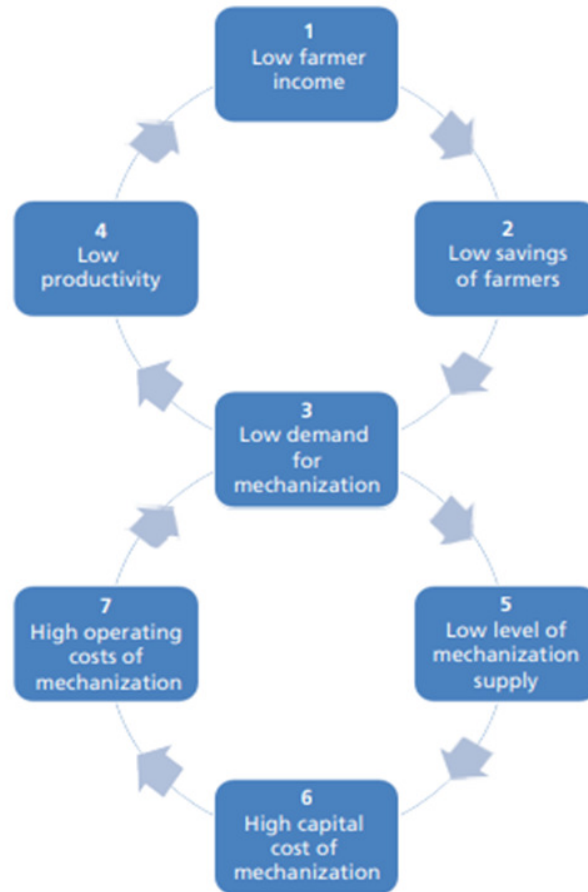 1
Low farmer
income
4
Low
productivity
2
Low savings
of farmers
3
Low demand
for
mechanization
7
High operating
costs of
mechanization
5
Low level of
mechanization
supply
6
High capital
cost of
mechanization